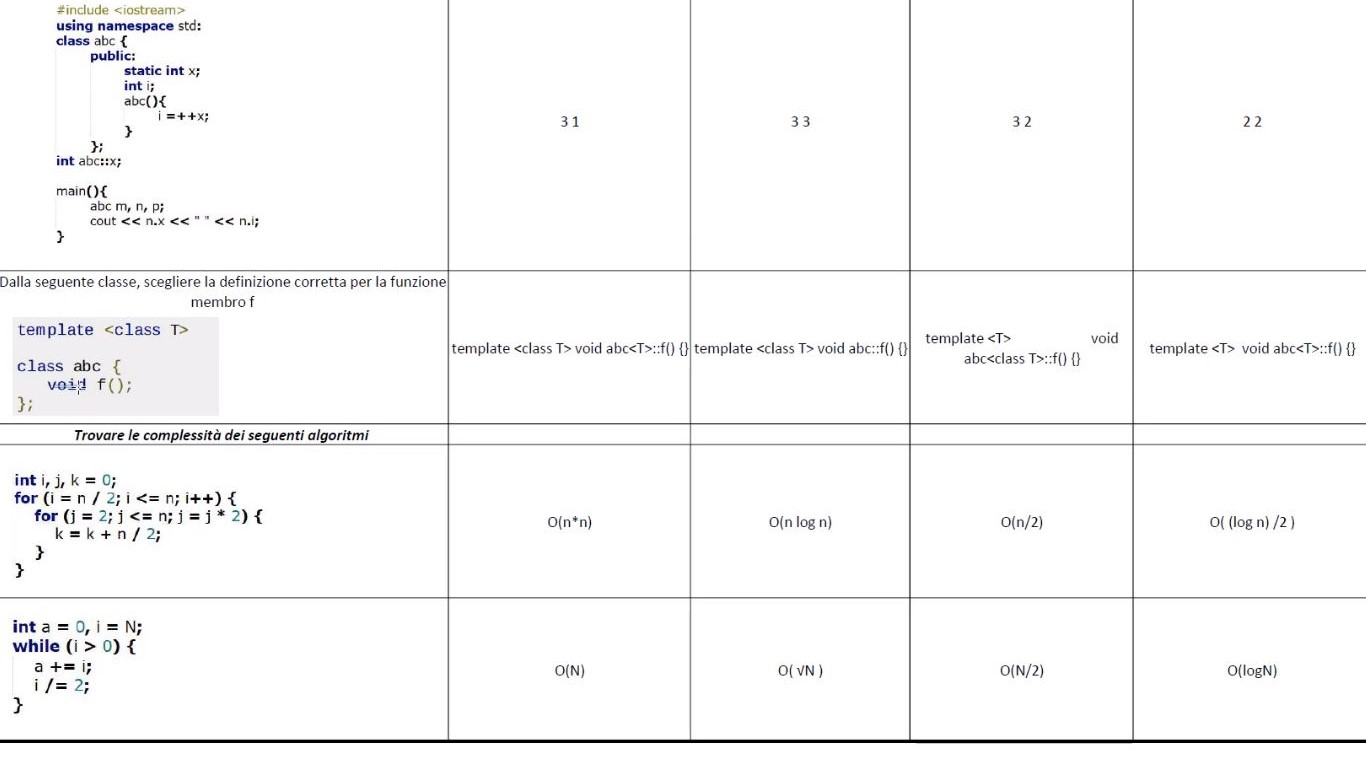 #include <iostream>
using namespace std:
class abc {
public:
static int x;
int i;
abc(){
i =++x;
}
};
int abc::x;
main(){
abc m, n, p;
cout << n.x << " " << n.i;
}
3 1
3 3
3 2
2 2
Dalla seguente classe, scegliere la definizione corretta per la funzione
membro f
template <class T>
class abc {
void f();
};
template <class T> void abc<T>::f() {}
template <class T> void abc::f() {}
template <T> void
abc<class T>::f() {}
template <T> void abc<T>::f() {}
Trovare le complessità dei seguenti algoritmi
int i, j, k = 0;
for (i = n / 2; i <= n; i++) {
for (j = 2; j <= n; j = j * 2) {
k = k + n / 2;
}
}
O(n*n)
O(n log n)
O(n/2)
O( (log n) /2 )
int a = 0, i = N;
while (i > 0) {
a += i;
i /= 2;
}
O(N)
O( √N )
O(N/2)
O(logN)